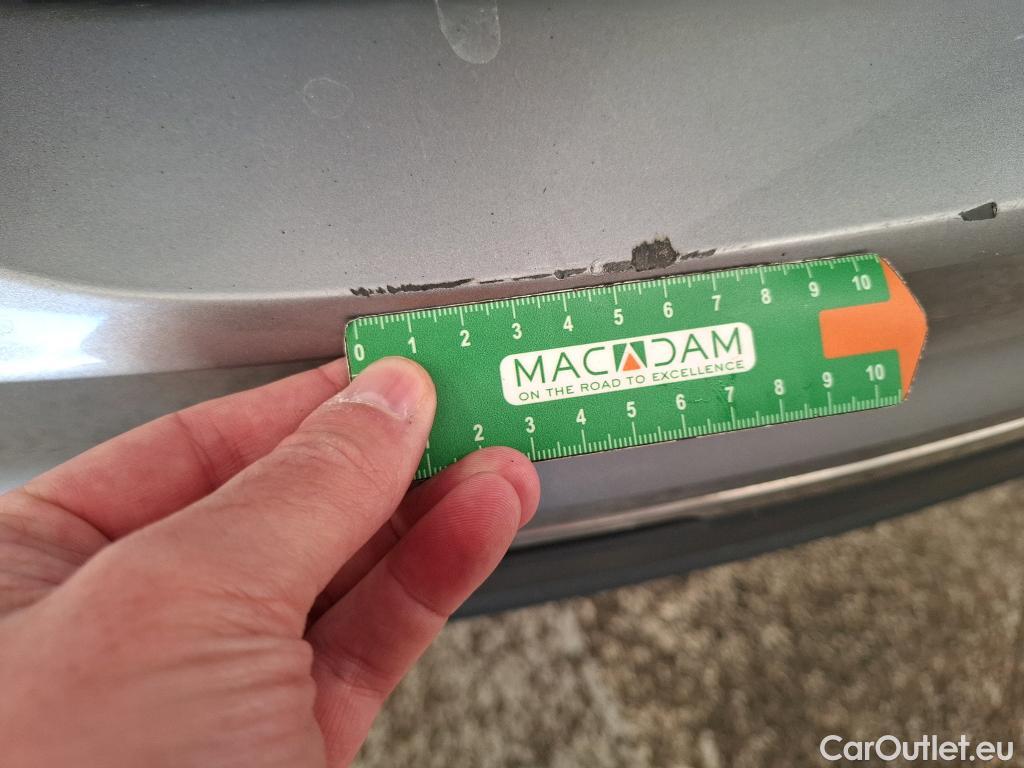 0 1 2 3 4 5 6 7 8 9 10
MACADAM
ON THE ROAD TO EXCELLENCE
2 3 4 5 6 7 8 9 10
CarOutlet.eu